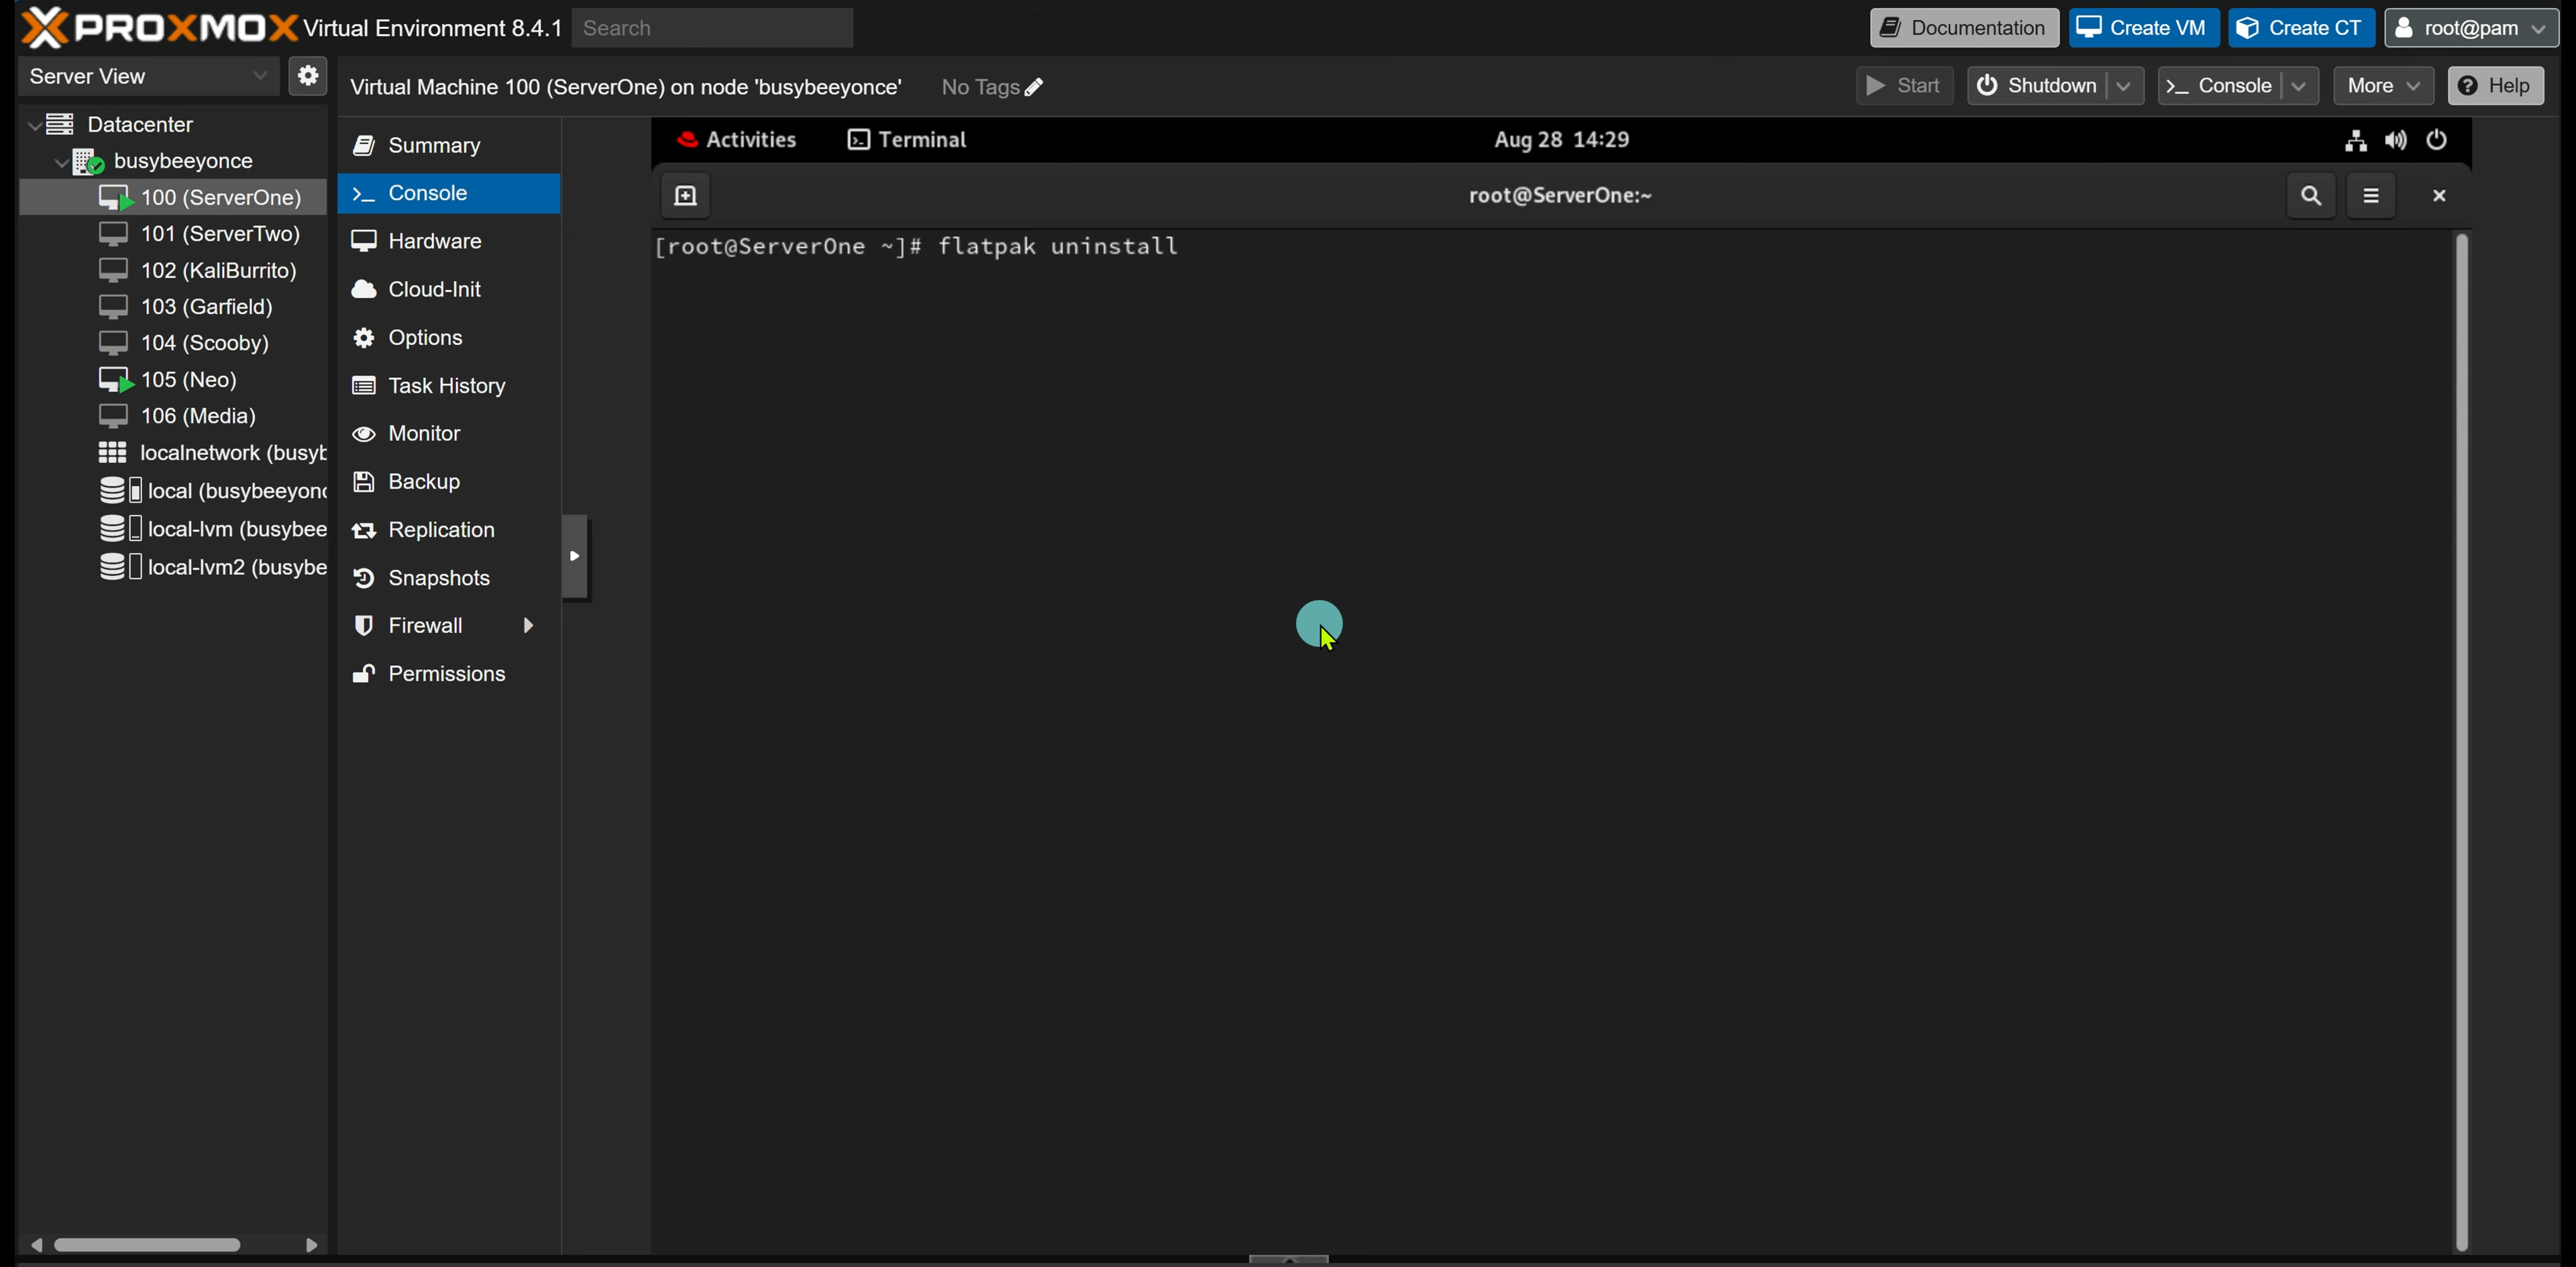 PROXMOX Virtual Environment 8.4.1 Search Documentation Create VM Create CT root@pam
Server View
Virtual Machine 100 (ServerOne) on node 'busybeeyonce' No Tags Start Shutdown Console More Help
Datacenter
busybeeyonce
100 (ServerOne)
101 (ServerTwo)
102 (KaliBurrito)
103 (Garfield)
104 (Scooby)
105 (Neo)
106 (Media)
localnetwork (busyb
local (busybeeyonc
local-lvm (busybee
local-lvm2 (busybe
Summary
Console
Hardware
Cloud-Init
Options
Task History
Monitor
Backup
Replication
Snapshots
Firewall
Permissions
Activities Terminal Aug 28 14:29
root@ServerOne:~
[root@ServerOne ~]# flatpak uninstall